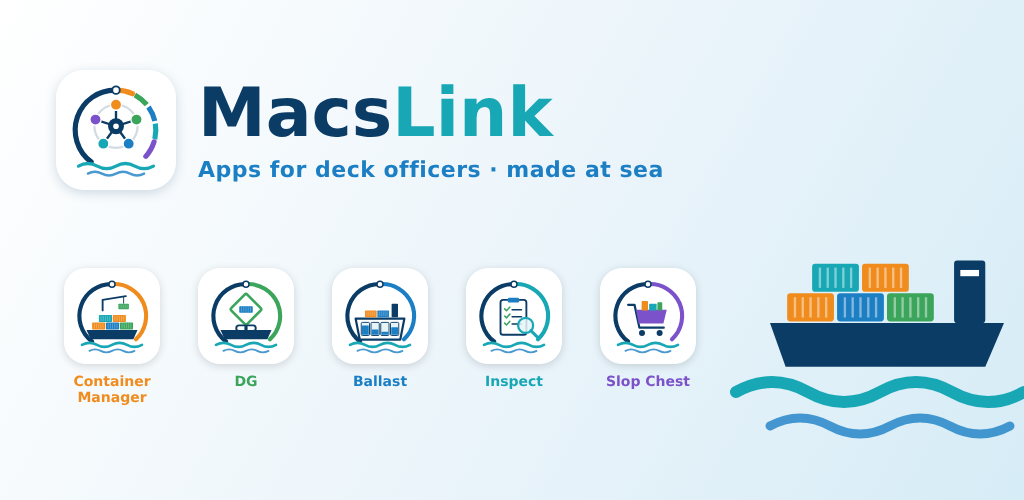 MacsLink
Apps for deck officers · made at sea
Container
Manager
DG
Ballast
Inspect
Slop Chest